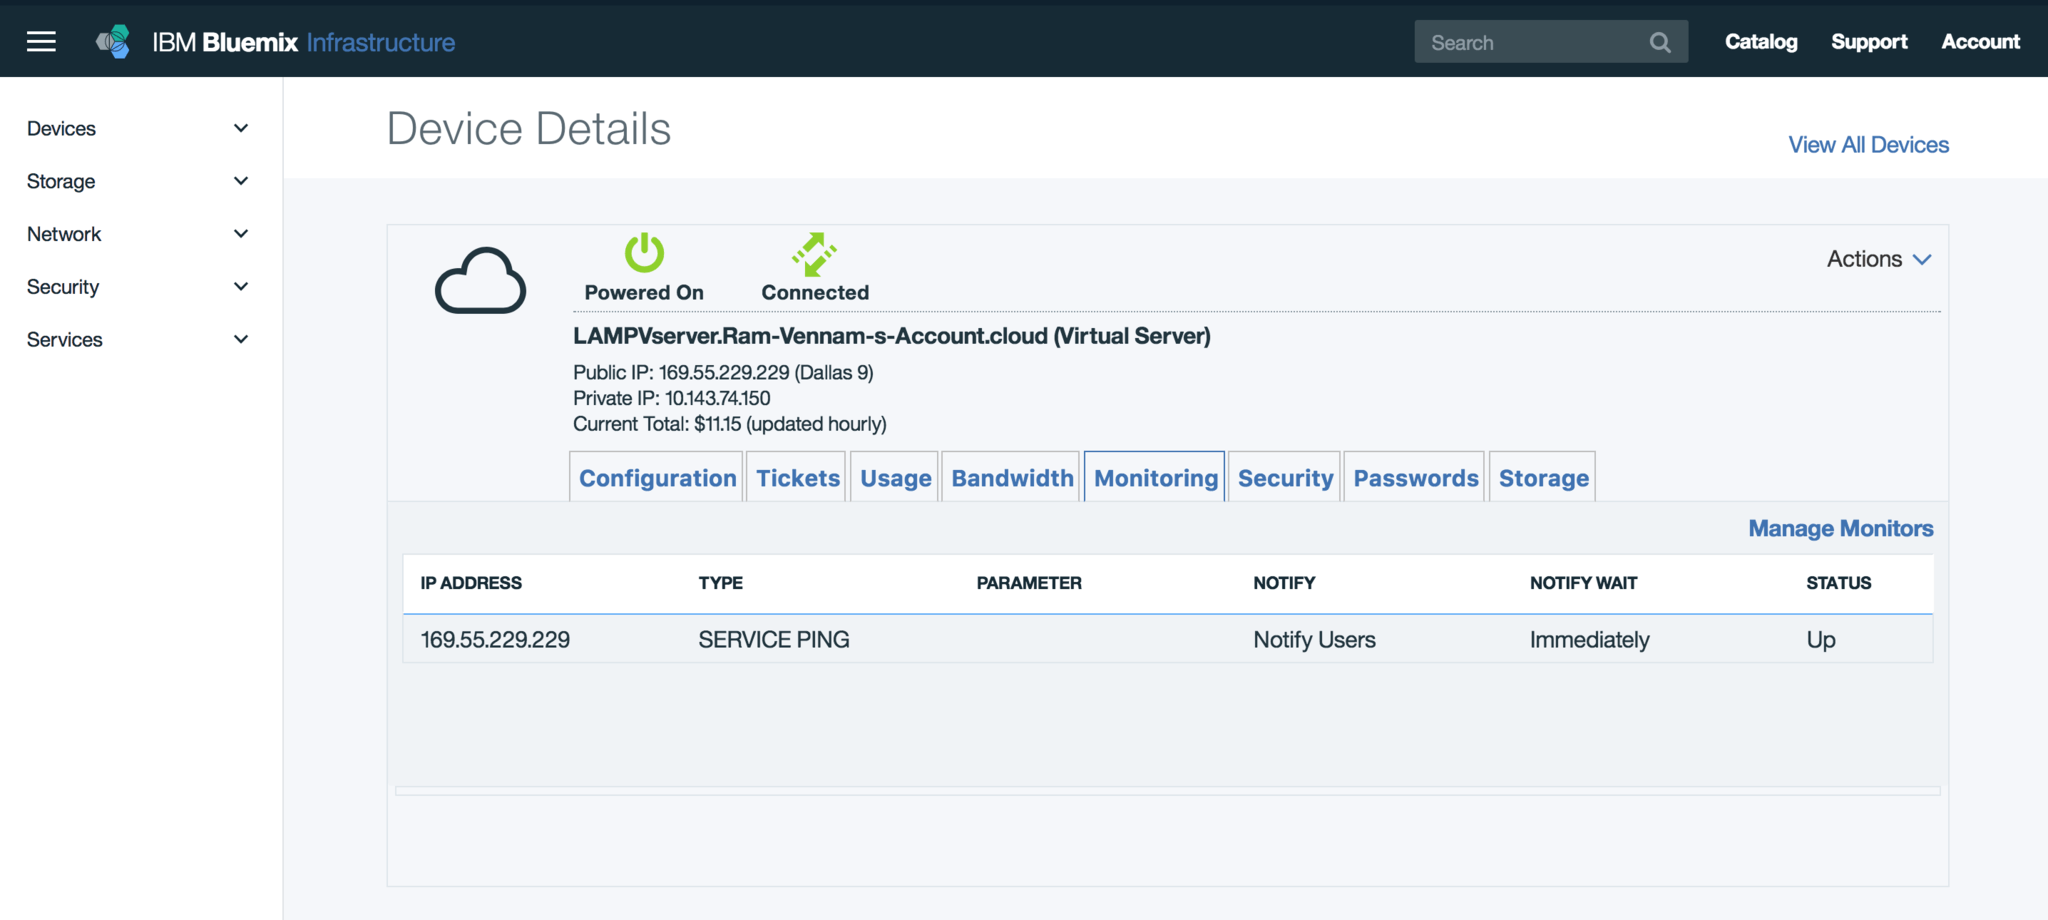 IBM Bluemix Infrastructure
Search
Catalog
Support
Account
Devices
Storage
Network
Security
Services
Device Details
View All Devices
Powered On
Connected
Actions
LAMPVserver.Ram-Vennam-s-Account.cloud (Virtual Server)
Public IP: 169.55.229.229 (Dallas 9)
Private IP: 10.143.74.150
Current Total: $11.15 (updated hourly)
Configuration Tickets Usage Bandwidth Monitoring Security Passwords Storage
Manage Monitors
IP ADDRESS TYPE PARAMETER NOTIFY NOTIFY WAIT STATUS
169.55.229.229 SERVICE PING Notify Users Immediately Up